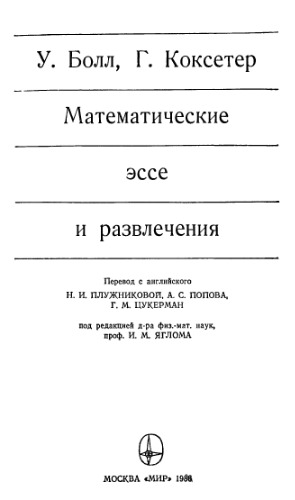 У. Болл, Г. Коксетер
Математические
эссе
и развлечения
Перевод с английского
Н. И. ПЛУЖНИКОВОЙ, А. С. ПОПОВА,
Г. М. ЦУКЕРМАН
под редакцией д-ра физ.-мат. наук,
проф. И. М. ЯГЛОМА
МОСКВА «МИР» 1986